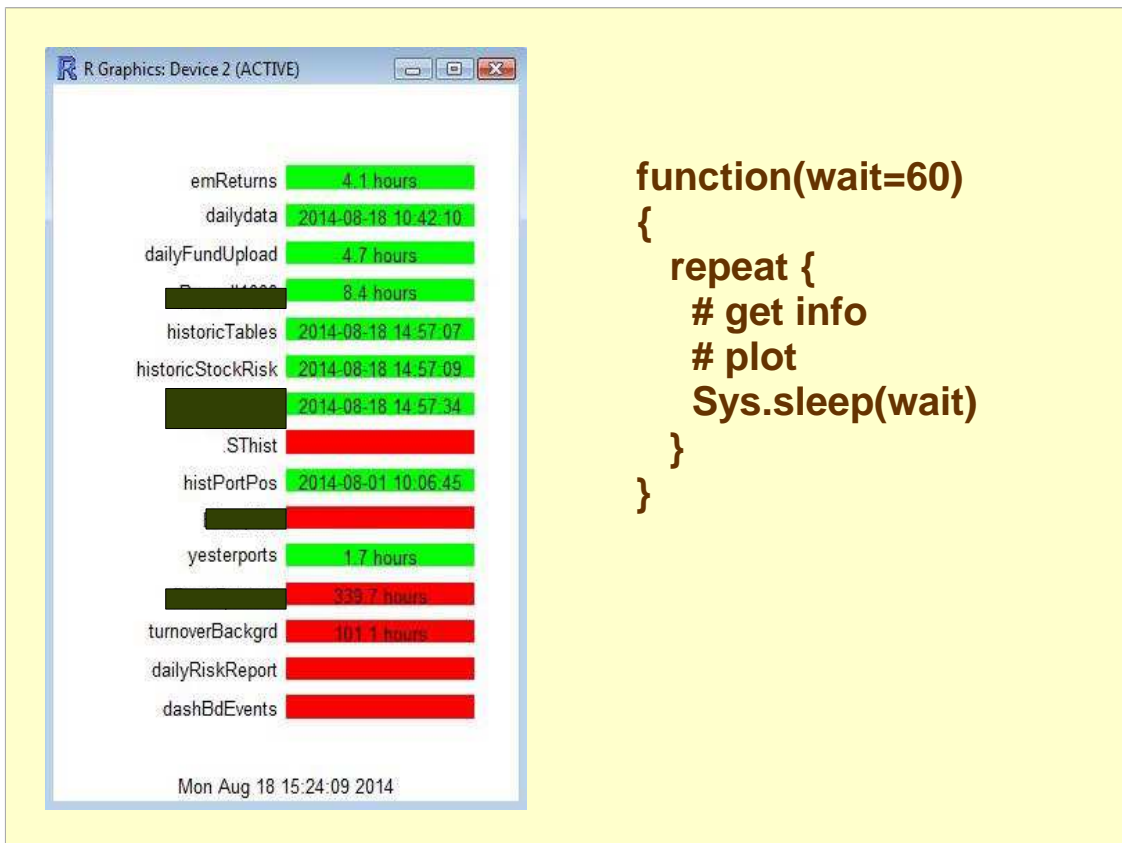 R Graphics: Device 2 (ACTIVE)
emReturns 4.1 hours
dailydata 2014-08-18 10:42:10
dailyFundUpload 4.7 hours
8.4 hours
historicTables 2014-08-18 14:57:07
historicStockRisk 2014-08-18 14:57:09
2014-08-18 14:57:34
.SThist
histPortPos 2014-08-01 10:06:45
yesterports 1.7 hours
339.7 hours
turnoverBackgrd 101.1 hours
dailyRiskReport
dashBdEvents
Mon Aug 18 15:24:09 2014
function(wait=60)
{
repeat {
# get info
# plot
Sys.sleep(wait)
}
}